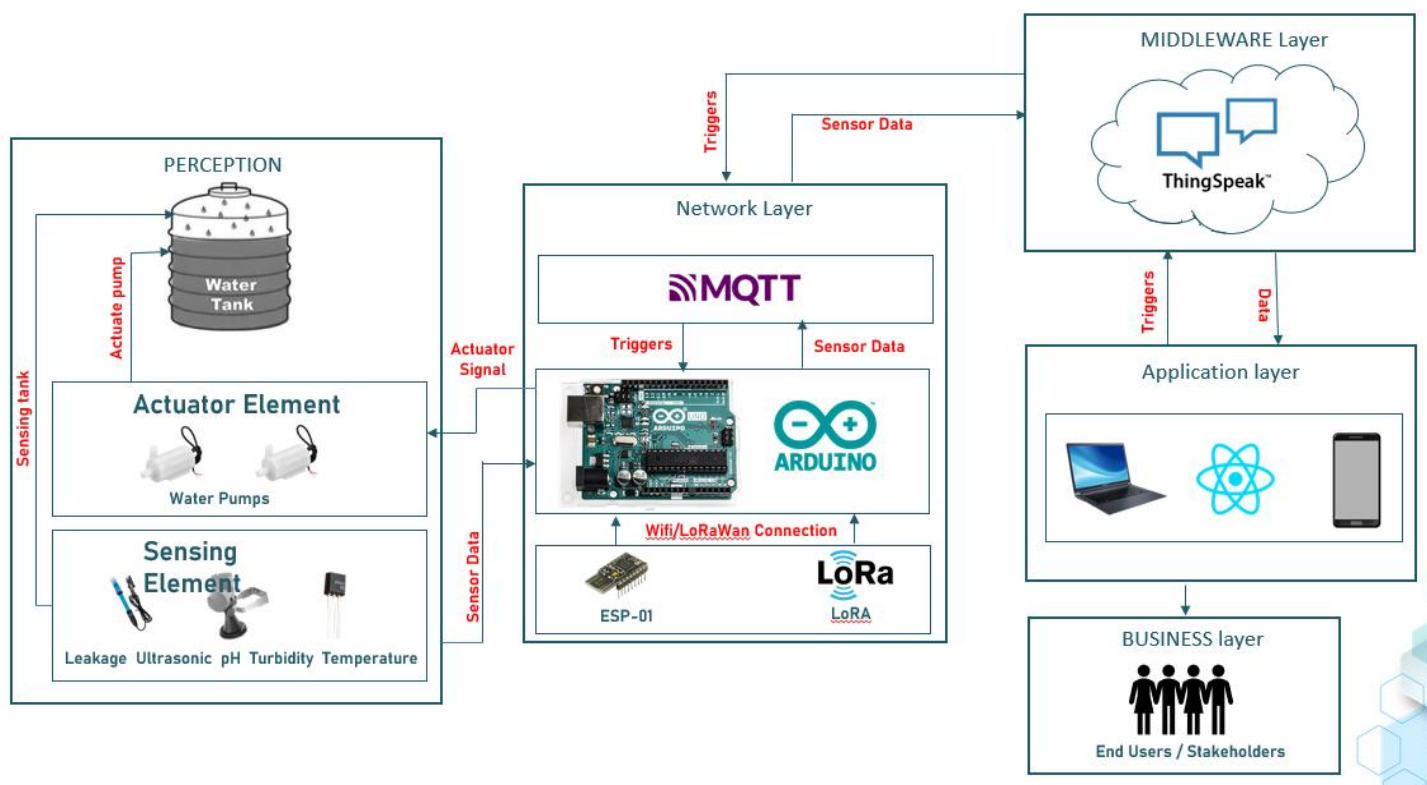 PERCEPTION
Water
Tank
Actuate pump
Sensing tank
Actuator Element
Water Pumps
Sensing
Element
Leakage Ultrasonic pH Turbidity Temperature
Actuator
Signal
Sensor Data
Network Layer
MQTT
Triggers
Sensor Data
UNO
ARDUINO
ARDUINO
Wifi/LoRaWan Connection
ESP-01
LoRa
LoRA
Triggers
Sensor Data
MIDDLEWARE Layer
ThingSpeak™
Triggers
Data
Application layer
BUSINESS layer
End Users / Stakeholders